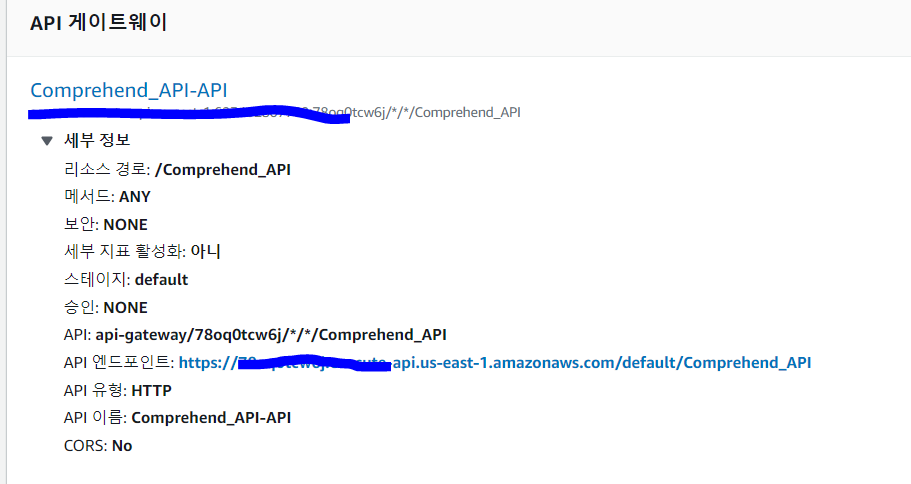 API 게이트웨이
Comprehend_API-API
0tcw6j/*/*/Comprehend_API
▼ 세부 정보
리소스 경로: /Comprehend_API
메서드: ANY
보안: NONE
세부 지표 활성화: 아니
스테이지: default
승인: NONE
API: api-gateway/78oq0tcw6j/*/*/Comprehend_API
API 엔드포인트: https:// api.us-east-1.amazonaws.com/default/Comprehend_API
API 유형: HTTP
API 이름: Comprehend_API-API
CORS: No